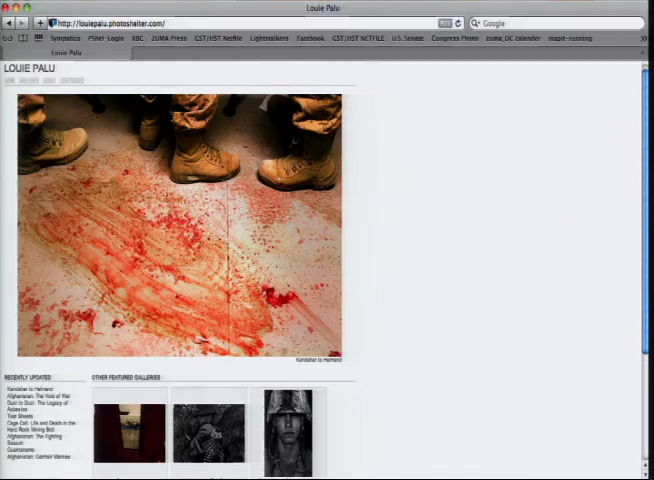 Louie Palu
http://louiepalu.photoshelter.com/
RSS
Google
Sympatico PShel-Login RBC ZUMA Press GST/HST Netfile Lightstalkers Facebook GST/HST NETFILE U.S. Senate Congress Photo zuma_DC calender mapit-running
Louie Palu
LOUIE PALU
Kandahar to Helmand
RECENTLY UPDATED
OTHER FEATURED GALLERIES
Kandahar to Helmand
Afghanistan: The Void of War
Dust to Dust: The Legacy of
Asbestos
Tear Sheets
Cage Call: Life and Death in the
Hard Rock Mining Belt
Afghanistan: The Fighting
Season
Guantanamo
Afghanistan: Garmsir Marines